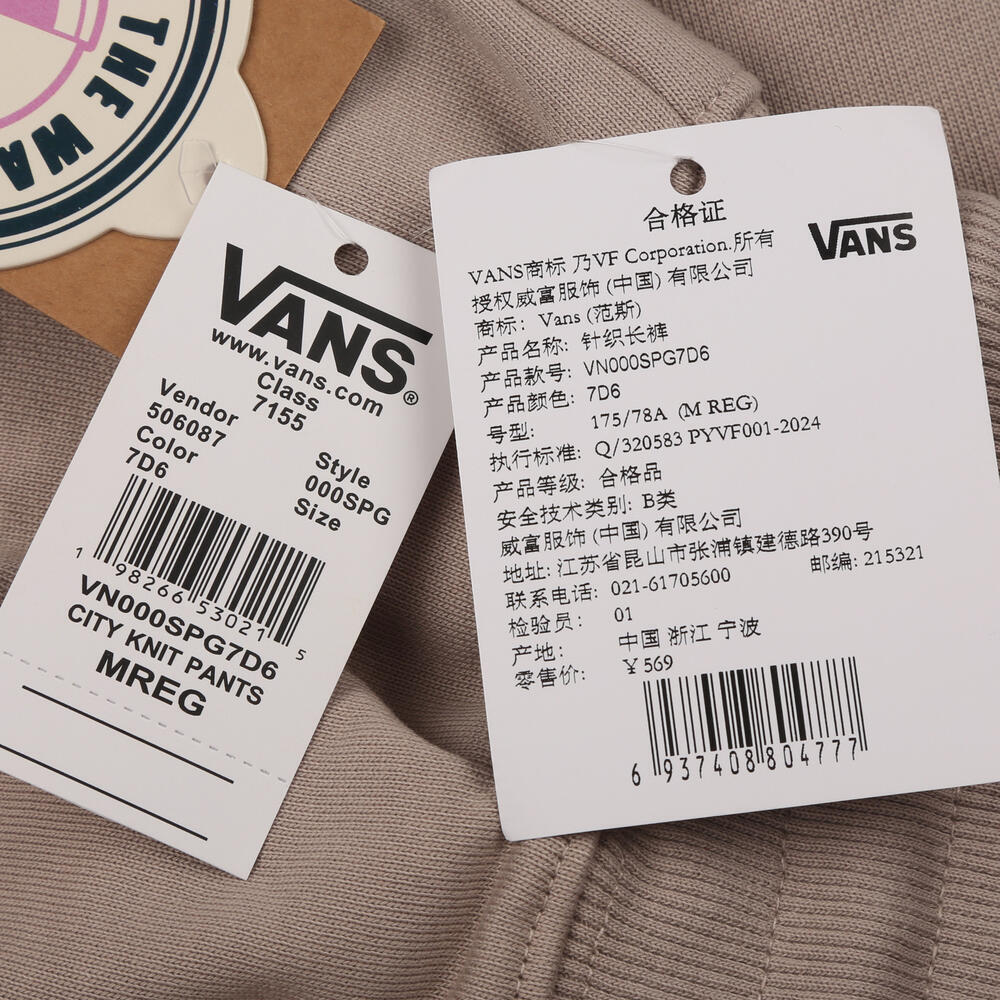 THE WA
VANS®
www.vans.com
Class
7155
Vendor
506087
Color
7D6
Style
000SPG
Size
1 98266 53021 5
VN000SPG7D6
CITY KNIT PANTS
MREG
合格证
VANS
VANS商标 乃VF Corporation.所有
授权威富服饰 (中国) 有限公司
商标: Vans (范斯)
产品名称: 针织长裤
产品款号: VN000SPG7D6
产品颜色: 7D6
号型: 175/78A (M REG)
执行标准: Q/320583 PYVF001-2024
产品等级: 合格品
安全技术类别: B类
威富服饰 (中国) 有限公司
地址: 江苏省昆山市张浦镇建德路390号
联系电话: 021-61705600 邮编: 215321
检验员: 01
产地: 中国 浙江 宁波
零售价: ¥569
6 937408 804777